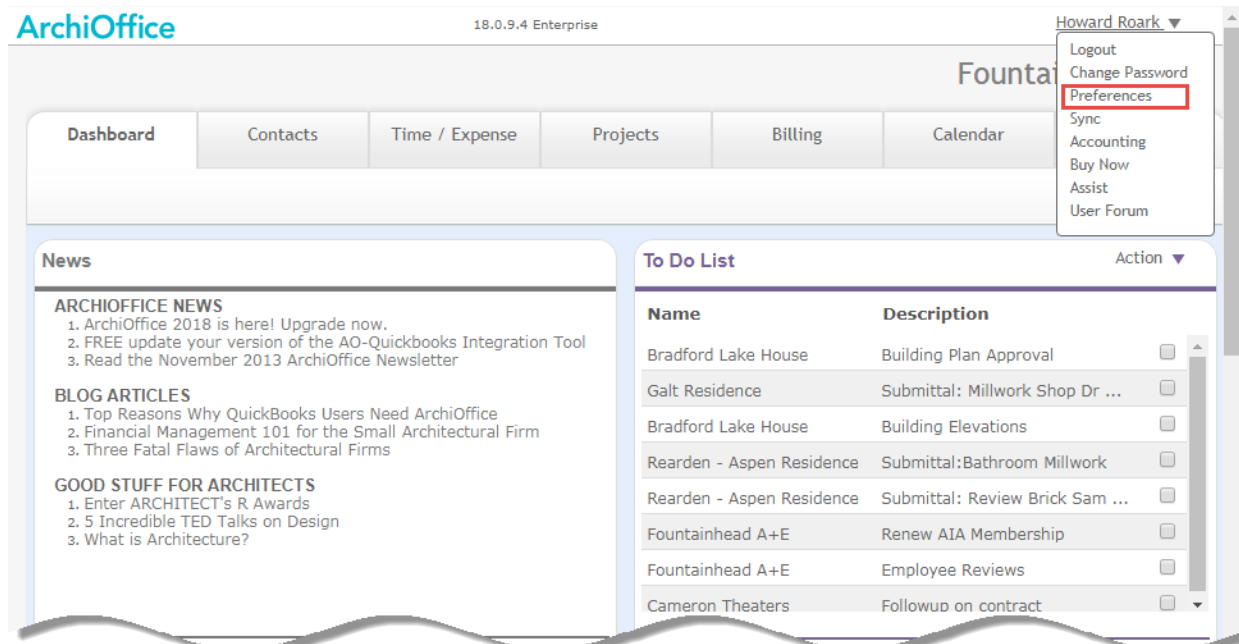 ArchiOffice
18.0.9.4 Enterprise
Howard Roark ▼
Logout
Change Password
Preferences
Sync
Accounting
Buy Now
Assist
User Forum
Dashboard
Contacts
Time / Expense
Projects
Billing
Calendar
News
ARCHIOFFICE NEWS
1. ArchiOffice 2018 is here! Upgrade now.
2. FREE update your version of the AO-Quickbooks Integration Tool
3. Read the November 2013 ArchiOffice Newsletter
BLOG ARTICLES
1. Top Reasons Why QuickBooks Users Need ArchiOffice
2. Financial Management 101 for the Small Architectural Firm
3. Three Fatal Flaws of Architectural Firms
GOOD STUFF FOR ARCHITECTS
1. Enter ARCHITECT's R Awards
2. 5 Incredible TED Talks on Design
3. What is Architecture?
To Do List
Action ▼
Name Description
Bradford Lake House Building Plan Approval
Galt Residence Submittal: Millwork Shop Dr ...
Bradford Lake House Building Elevations
Rearden - Aspen Residence Submittal:Bathroom Millwork
Rearden - Aspen Residence Submittal: Review Brick Sam ...
Fountainhead A+E Renew AIA Membership
Fountainhead A+E Employee Reviews
Cameron Theaters Followup on contract